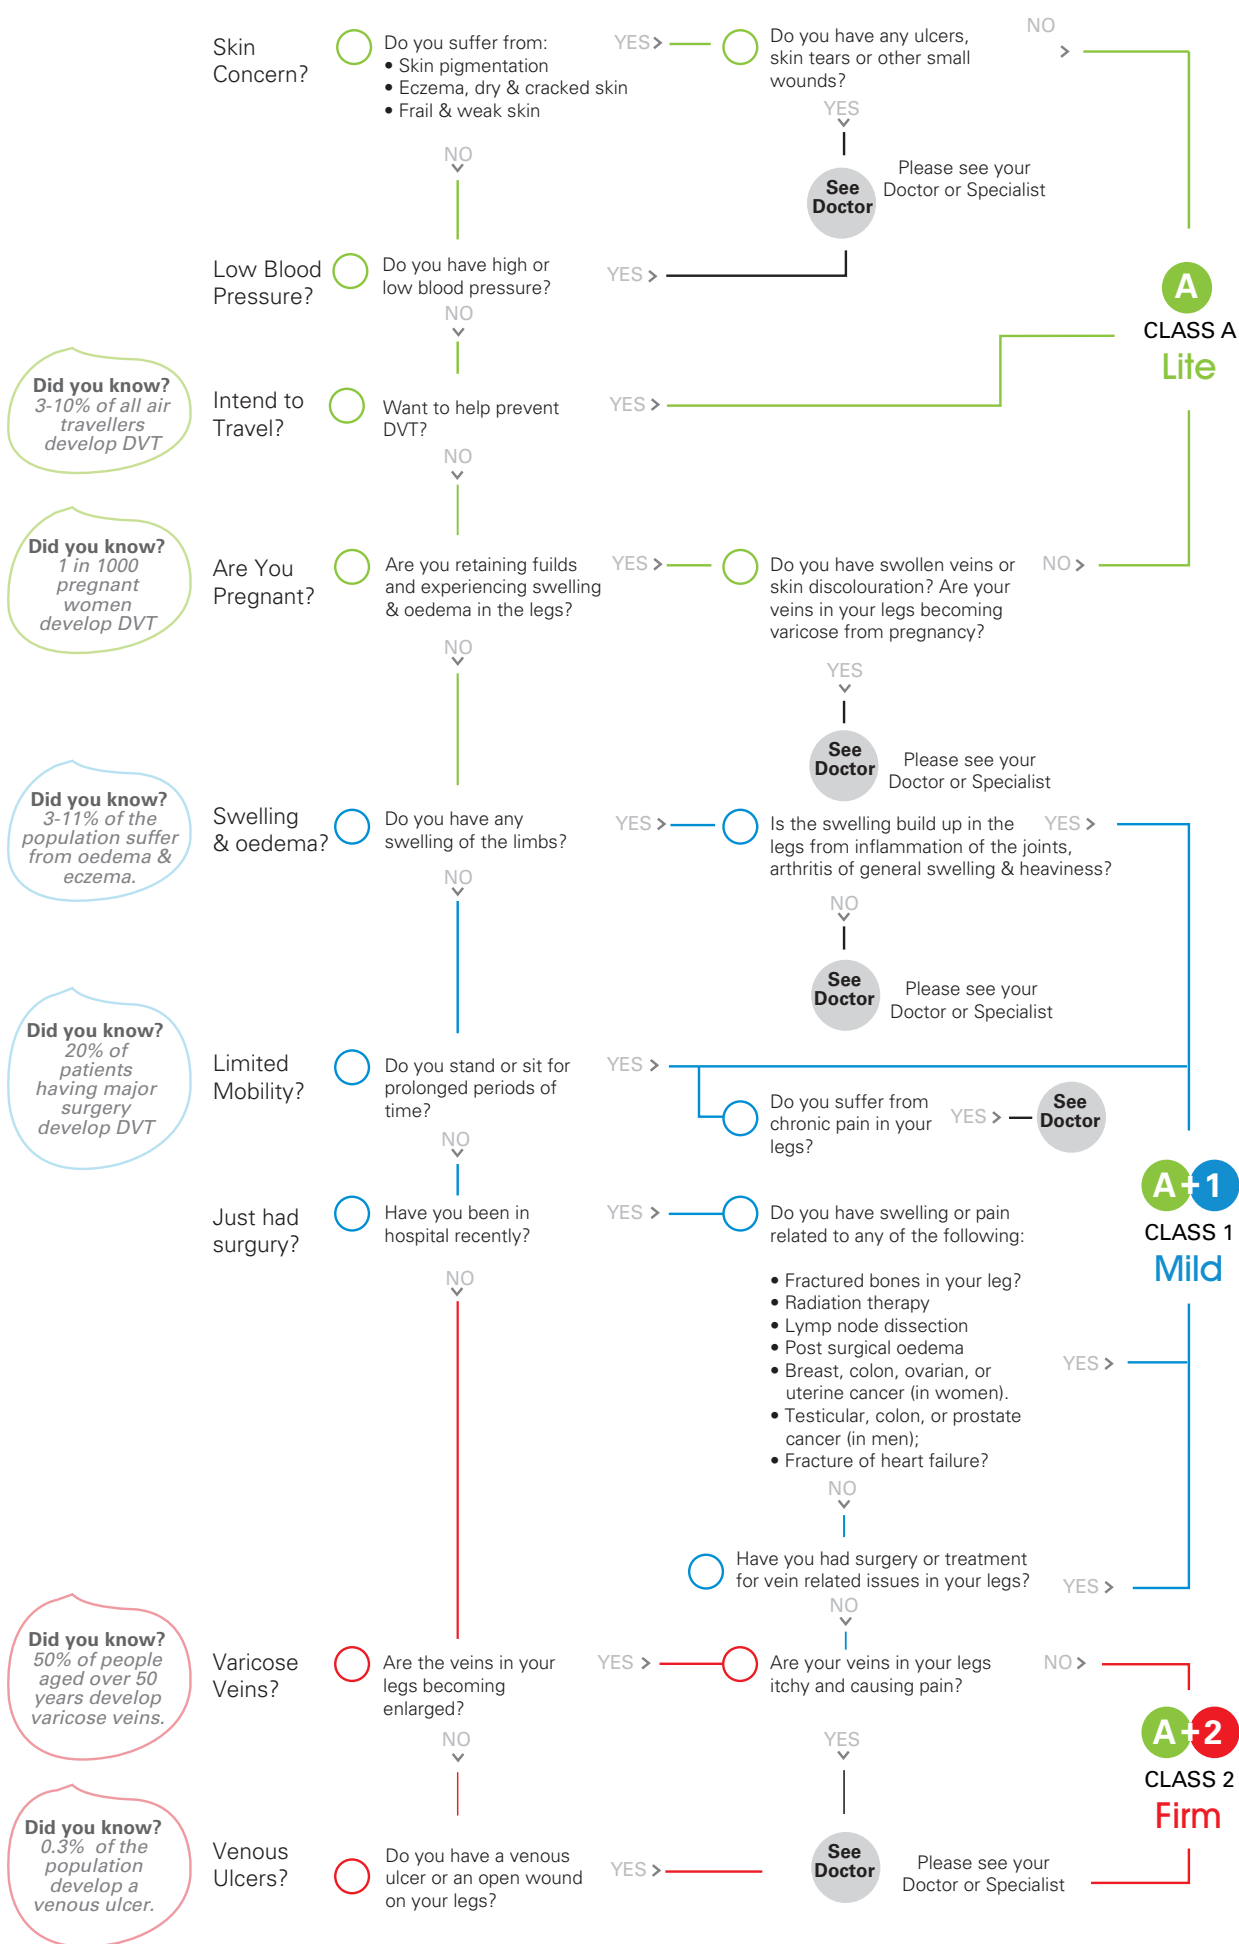 Skin
Concern?
Do you suffer from:
• Skin pigmentation
• Eczema, dry & cracked skin
• Frail & weak skin
YES >
Do you have any ulcers,
skin tears or other small
wounds?
NO
>
YES
NO
See
Doctor
Please see your
Doctor or Specialist
Low Blood
Pressure?
Do you have high or
low blood pressure?
YES >
NO
A
CLASS A
Lite
Did you know?
3-10% of all air
travellers
develop DVT
Intend to
Travel?
Want to help prevent
DVT?
YES >
NO
Did you know?
1 in 1000
pregnant
women
develop DVT
Are You
Pregnant?
Are you retaining fuilds
and experiencing swelling
& oedema in the legs?
YES >
Do you have swollen veins or
skin discolouration? Are your
veins in your legs becoming
varicose from pregnancy?
NO >
NO
YES
See
Doctor
Please see your
Doctor or Specialist
Did you know?
3-11% of the
population suffer
from oedema &
eczema.
Swelling
& oedema?
Do you have any
swelling of the limbs?
YES >
Is the swelling build up in the
legs from inflammation of the joints,
arthritis of general swelling & heaviness?
YES >
NO
NO
See
Doctor
Please see your
Doctor or Specialist
Did you know?
20% of
patients
having major
surgery
develop DVT
Limited
Mobility?
Do you stand or sit for
prolonged periods of
time?
YES >
Do you suffer from
chronic pain in your
legs?
YES >
See
Doctor
NO
A+1
CLASS 1
Mild
Just had
surgury?
Have you been in
hospital recently?
YES >
Do you have swelling or pain
related to any of the following:
• Fractured bones in your leg?
• Radiation therapy
• Lymp node dissection
• Post surgical oedema
• Breast, colon, ovarian, or
uterine cancer (in women).
• Testicular, colon, or prostate
cancer (in men);
• Fracture of heart failure?
YES >
NO
NO
Have you had surgery or treatment
for vein related issues in your legs?
YES >
NO
Did you know?
50% of people
aged over 50
years develop
varicose veins.
Varicose
Veins?
Are the veins in your
legs becoming
enlarged?
YES >
Are your veins in your legs
itchy and causing pain?
NO >
NO
YES
A+2
CLASS 2
Firm
Did you know?
0.3% of the
population
develop a
venous ulcer.
Venous
Ulcers?
Do you have a venous
ulcer or an open wound
on your legs?
YES >
See
Doctor
Please see your
Doctor or Specialist